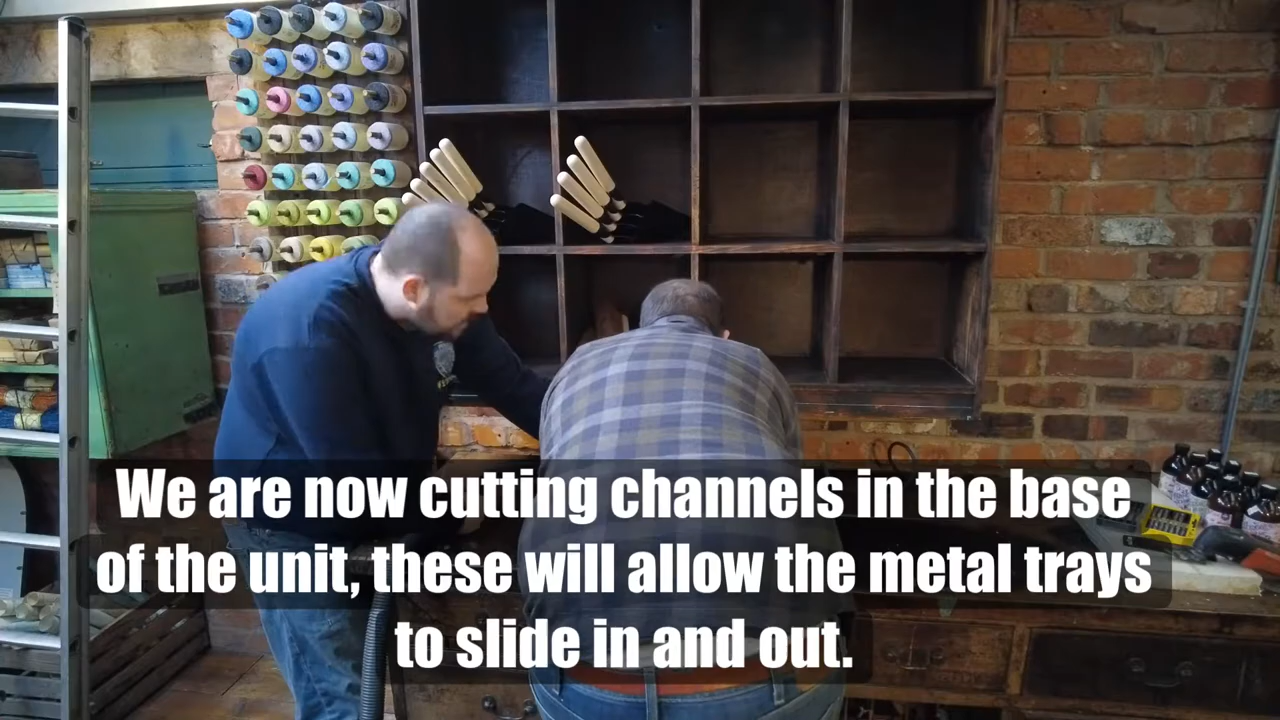 We are now cutting channels in the base
of the unit, these will allow the metal trays
to slide in and out.